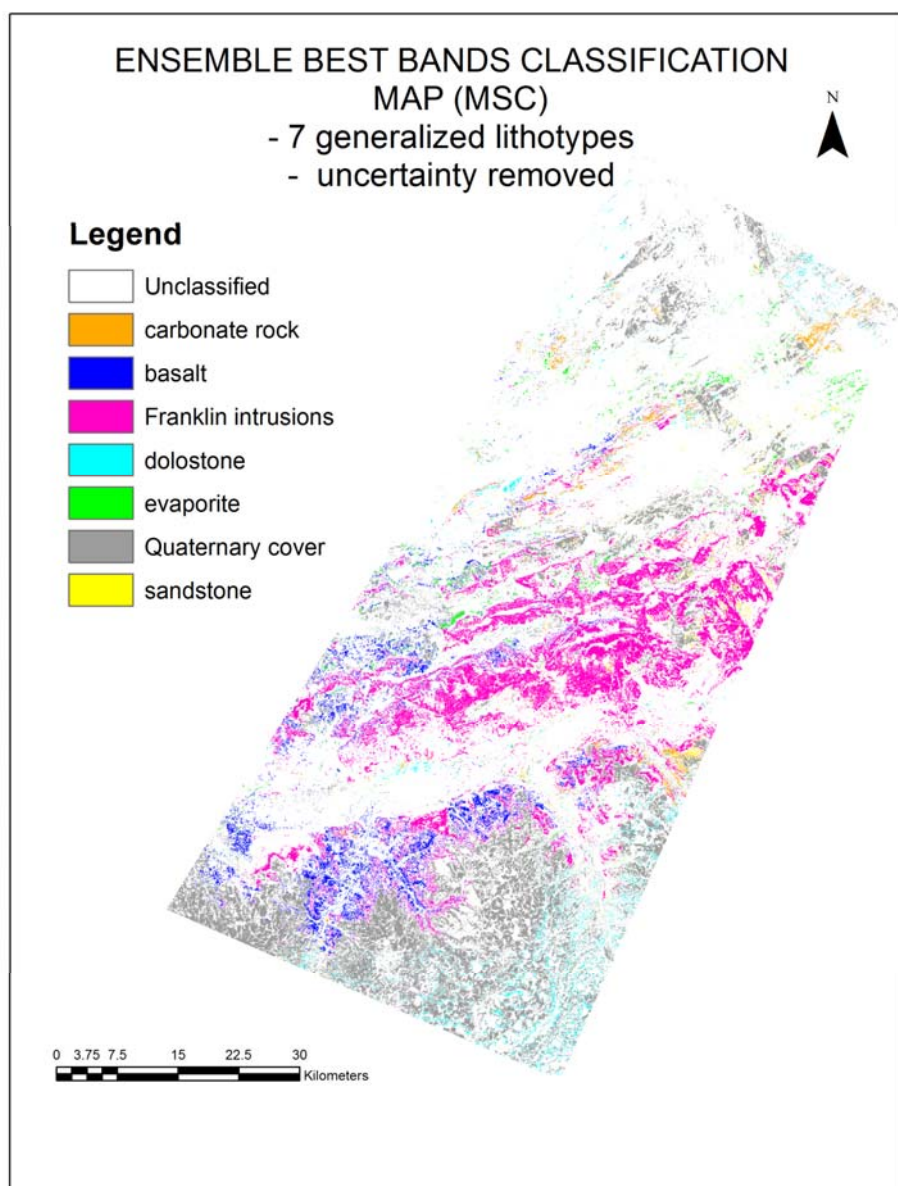 ENSEMBLE BEST BANDS CLASSIFICATION
MAP (MSC)
- 7 generalized lithotypes
- uncertainty removed
N
Legend
Unclassified
carbonate rock
basalt
Franklin intrusions
dolostone
evaporite
Quaternary cover
sandstone
0 3.75 7.5 15 22.5 30
Kilometers